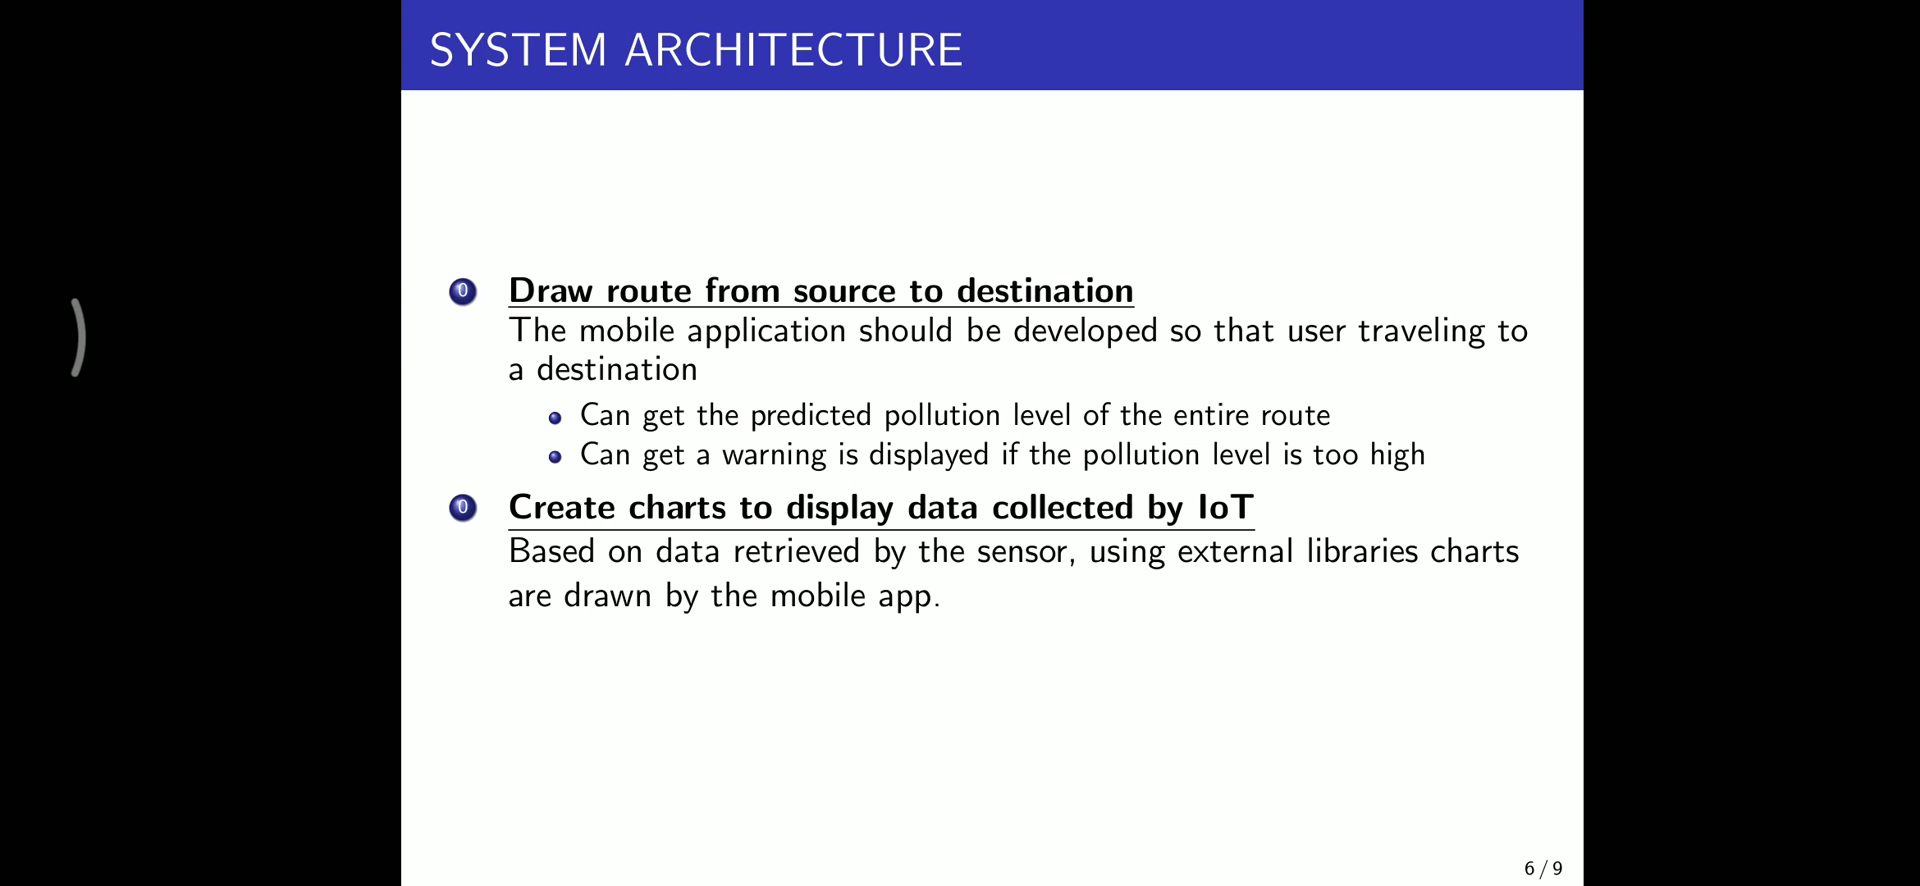 SYSTEM ARCHITECTURE
0 Draw route from source to destination
The mobile application should be developed so that user traveling to
a destination
Can get the predicted pollution level of the entire route
Can get a warning is displayed if the pollution level is too high
0 Create charts to display data collected by IoT
Based on data retrieved by the sensor, using external libraries charts
are drawn by the mobile app.
6 / 9